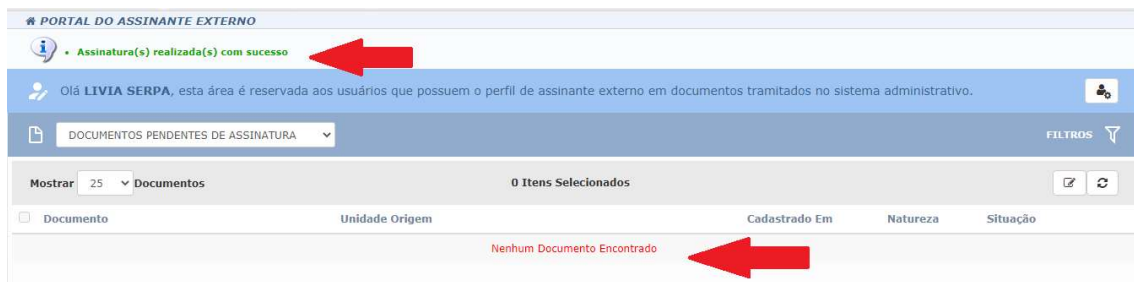 PORTAL DO ASSINANTE EXTERNO
• Assinatura(s) realizada(s) com sucesso
Olá LIVIA SERPA, esta área é reservada aos usuários que possuem o perfil de assinante externo em documentos tramitados no sistema administrativo.
DOCUMENTOS PENDENTES DE ASSINATURA FILTROS
Mostrar 25 Documentos 0 Itens Selecionados
Documento Unidade Origem Cadastrado Em Natureza Situação
Nenhum Documento Encontrado